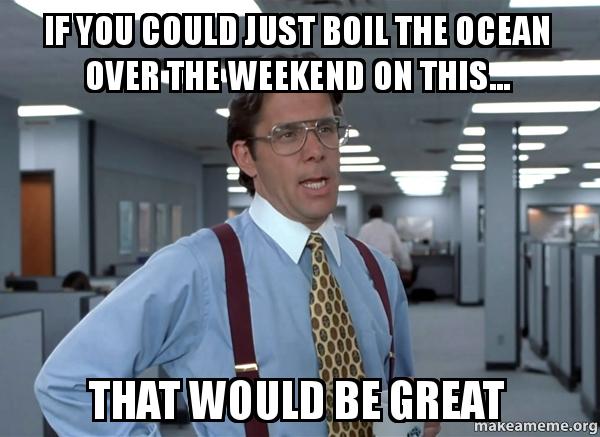 IF YOU COULD JUST BOIL THE OCEAN
OVER THE WEEKEND ON THIS...
THAT WOULD BE GREAT
makeameme.org